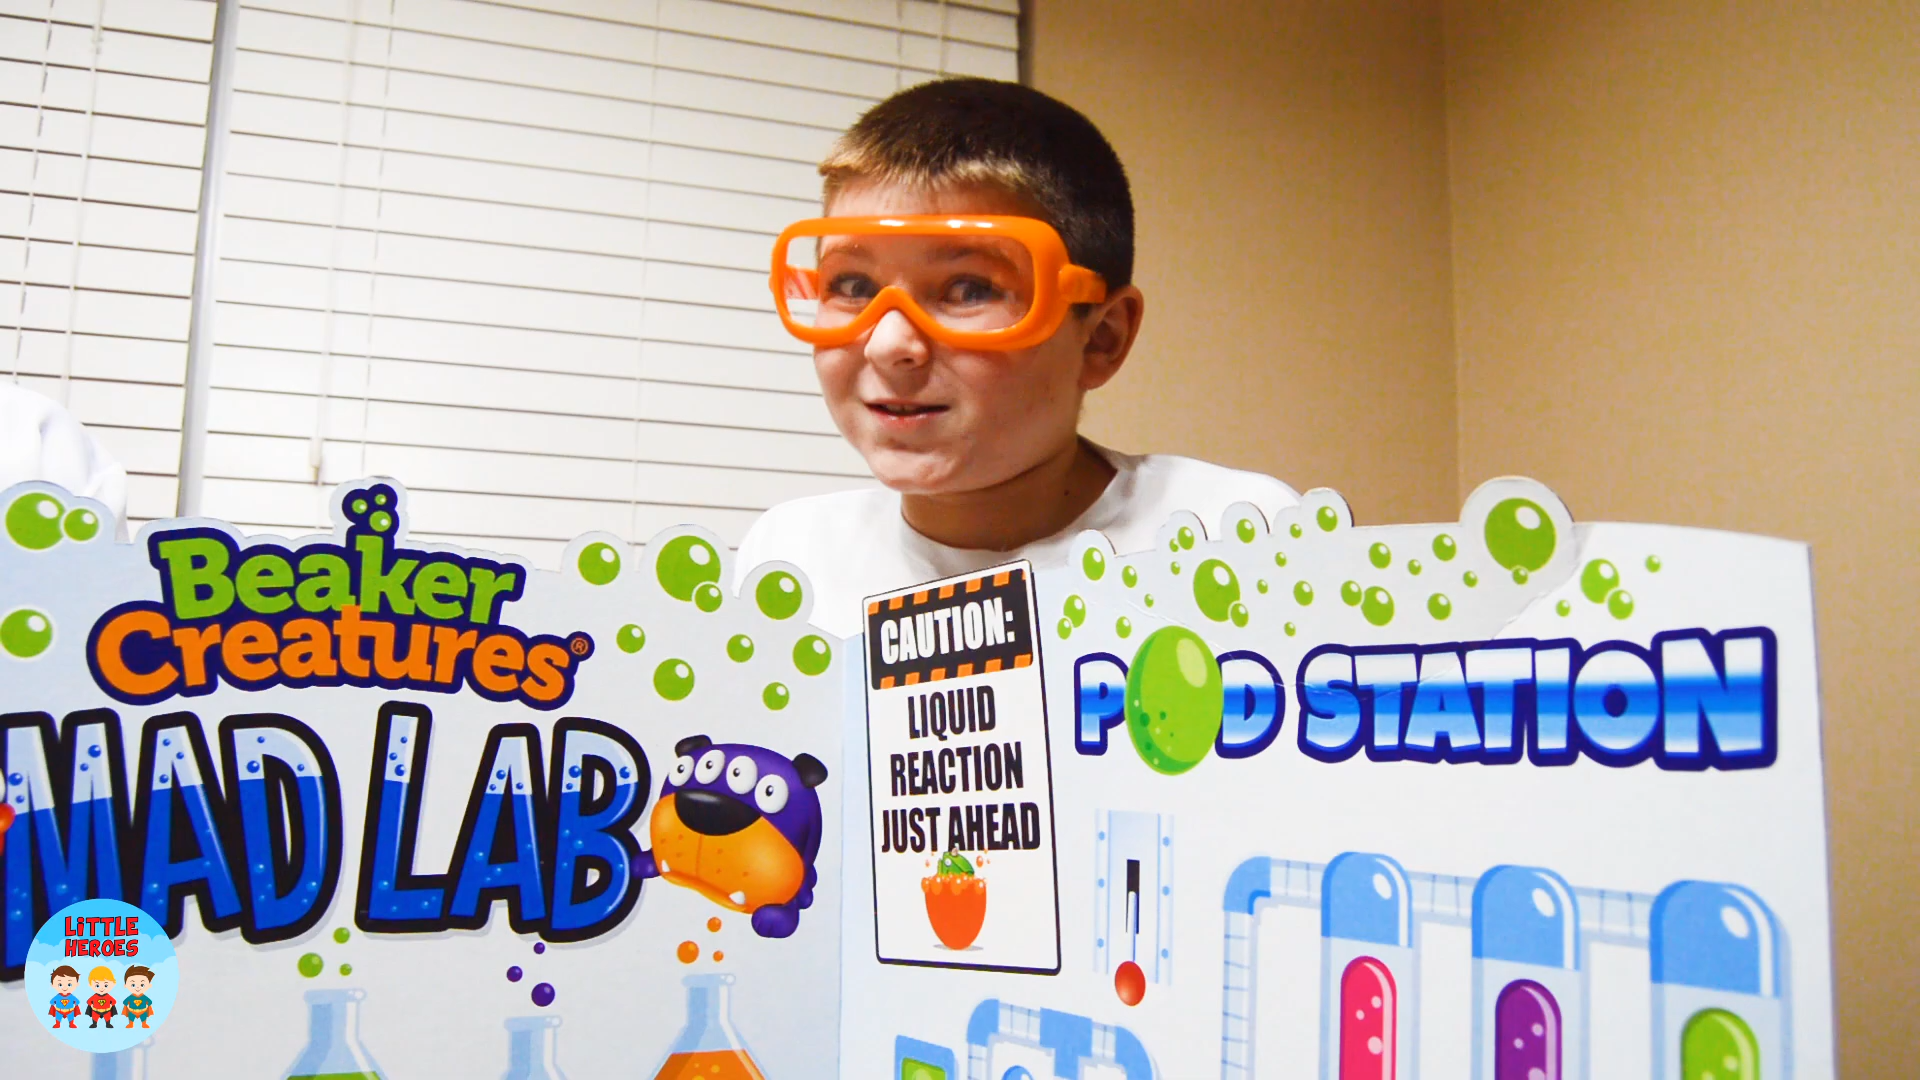 Beaker
Creatures®
MAD LAB
CAUTION:
LIQUID
REACTION
JUST AHEAD
POD STATION
LiTTLE
HEROES